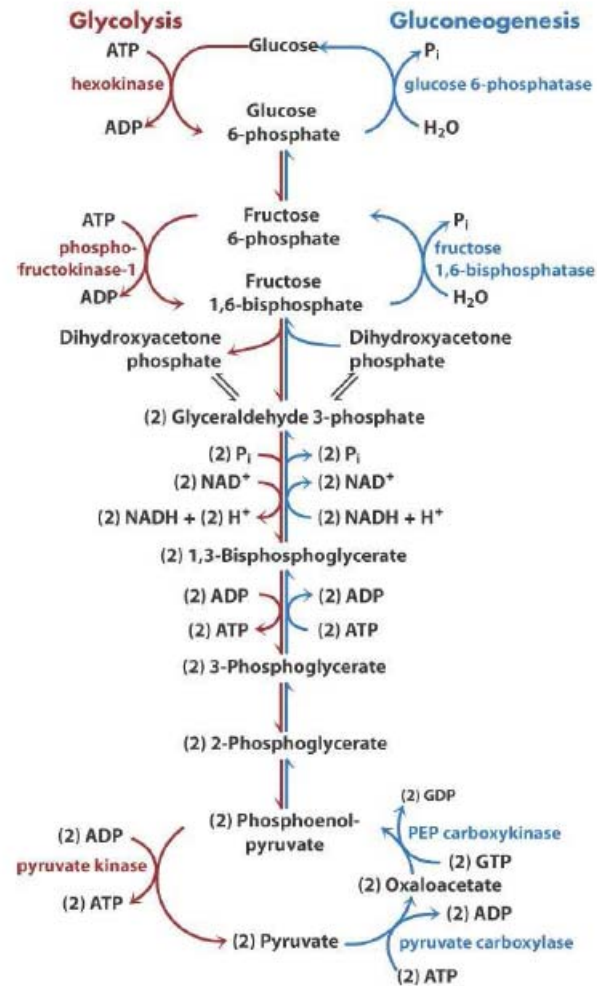 Glycolysis
Gluconeogenesis
ATP
Glucose
Pi
hexokinase
glucose 6-phosphatase
ADP
Glucose
6-phosphate
H2O
ATP
Fructose
6-phosphate
Pi
phospho-
fructokinase-1
fructose
1,6-bisphosphatase
ADP
Fructose
1,6-bisphosphate
H2O
Dihydroxyacetone
phosphate
Dihydroxyacetone
phosphate
(2) Glyceraldehyde 3-phosphate
(2) Pi
(2) Pi
(2) NAD+
(2) NAD+
(2) NADH + (2) H+
(2) NADH + H+
(2) 1,3-Bisphosphoglycerate
(2) ADP
(2) ADP
(2) ATP
(2) ATP
(2) 3-Phosphoglycerate
(2) 2-Phosphoglycerate
(2) GDP
(2) ADP
(2) Phosphoenol-
pyruvate
PEP carboxykinase
pyruvate kinase
(2) GTP
(2) Oxaloacetate
(2) ATP
(2) ADP
(2) Pyruvate
pyruvate carboxylase
(2) ATP